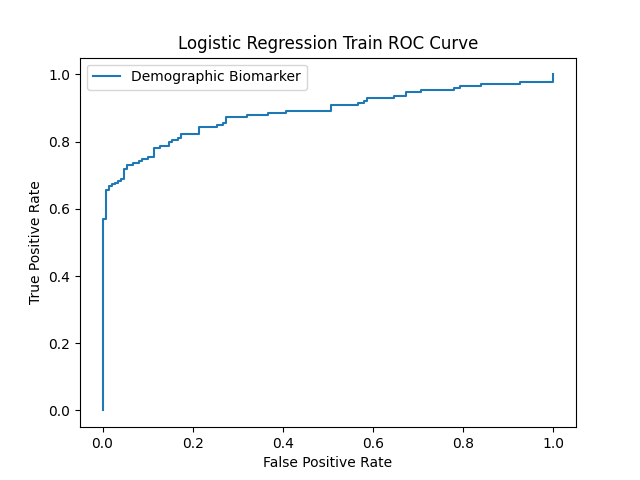 Logistic Regression Train ROC Curve
Demographic Biomarker
1.0
0.8
0.6
0.4
0.2
0.0
True Positive Rate
0.0 0.2 0.4 0.6 0.8 1.0
False Positive Rate